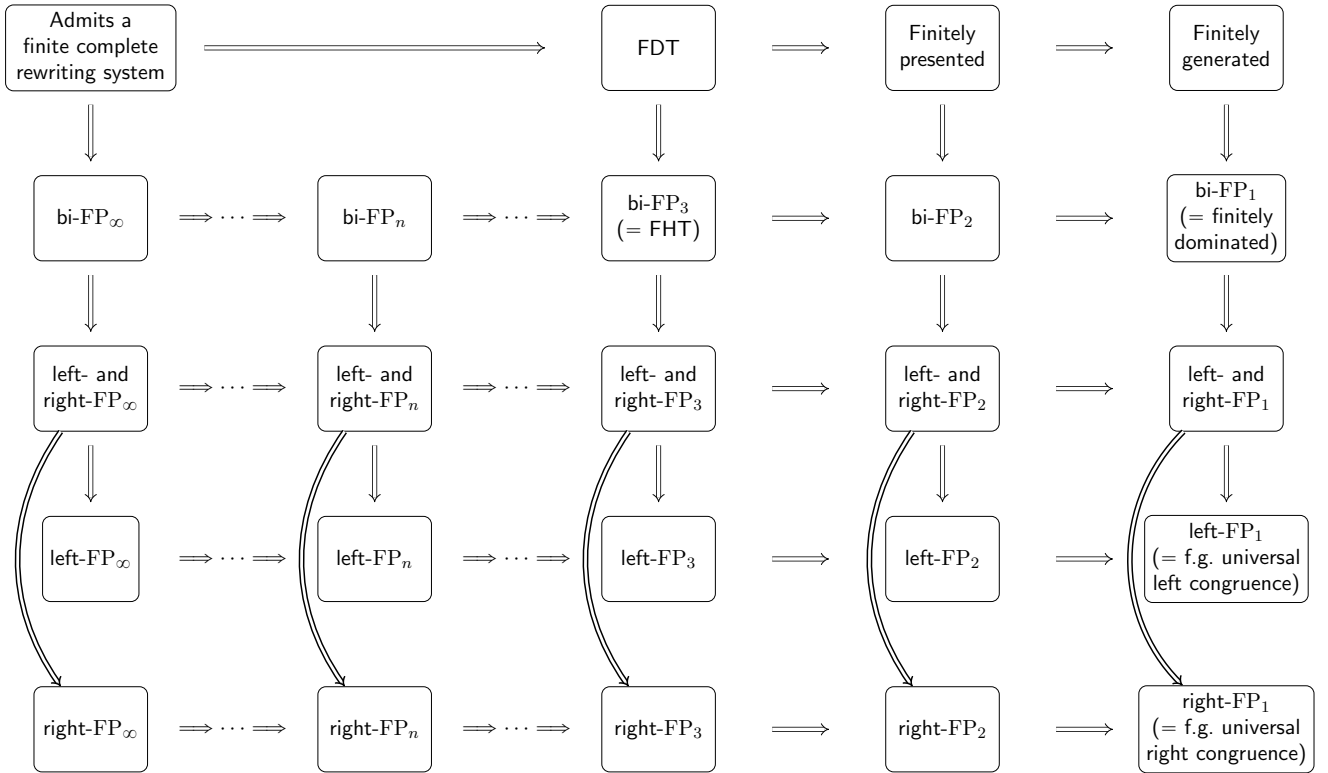 Admits a
finite complete
rewriting system
FDT
Finitely
presented
Finitely
generated
bi-FP∞
···
bi-FPₙ
···
bi-FP₃
(= FHT)
bi-FP₂
bi-FP₁
(= finitely
dominated)
left- and
right-FP∞
···
left- and
right-FPₙ
···
left- and
right-FP₃
left- and
right-FP₂
left- and
right-FP₁
left-FP∞
···
left-FPₙ
···
left-FP₃
left-FP₂
left-FP₁
(= f.g. universal
left congruence)
right-FP∞
···
right-FPₙ
···
right-FP₃
right-FP₂
right-FP₁
(= f.g. universal
right congruence)